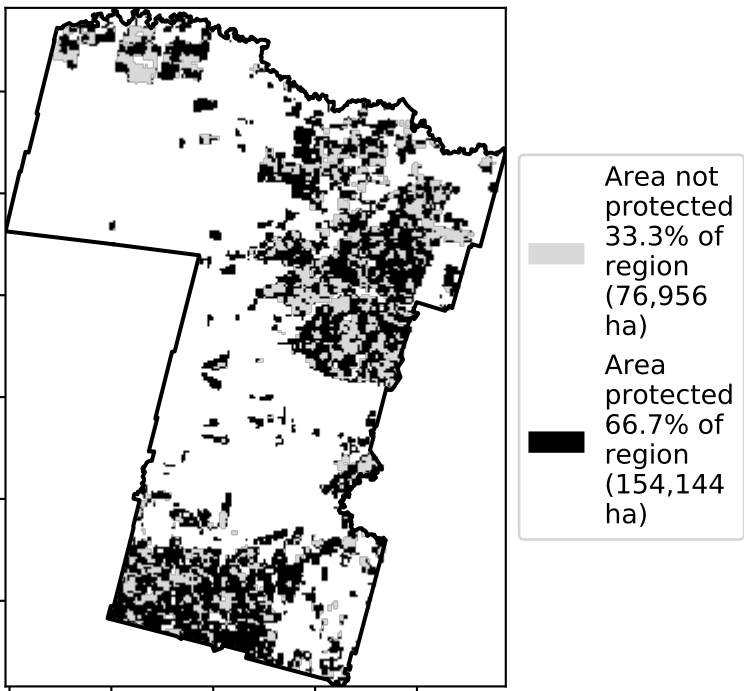 Area not
protected
33.3% of
region
(76,956
ha)
Area
protected
66.7% of
region
(154,144
ha)